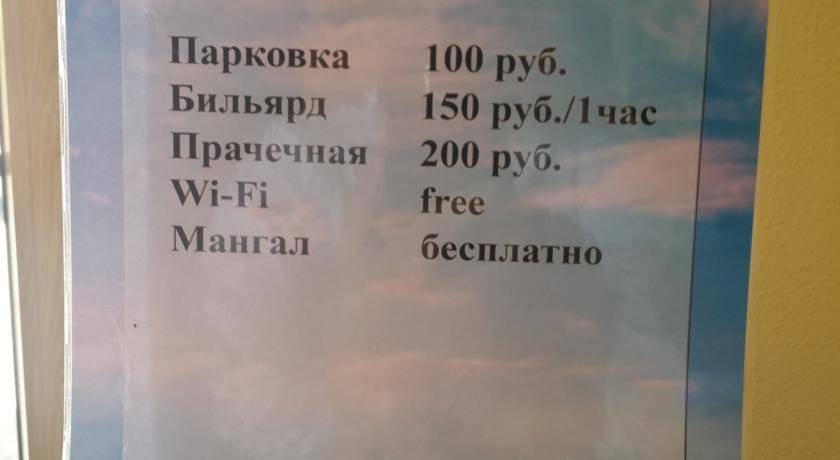 Парковка 100 руб.
Бильярд 150 руб./1час
Прачечная 200 руб.
Wi-Fi free
Мангал бесплатно